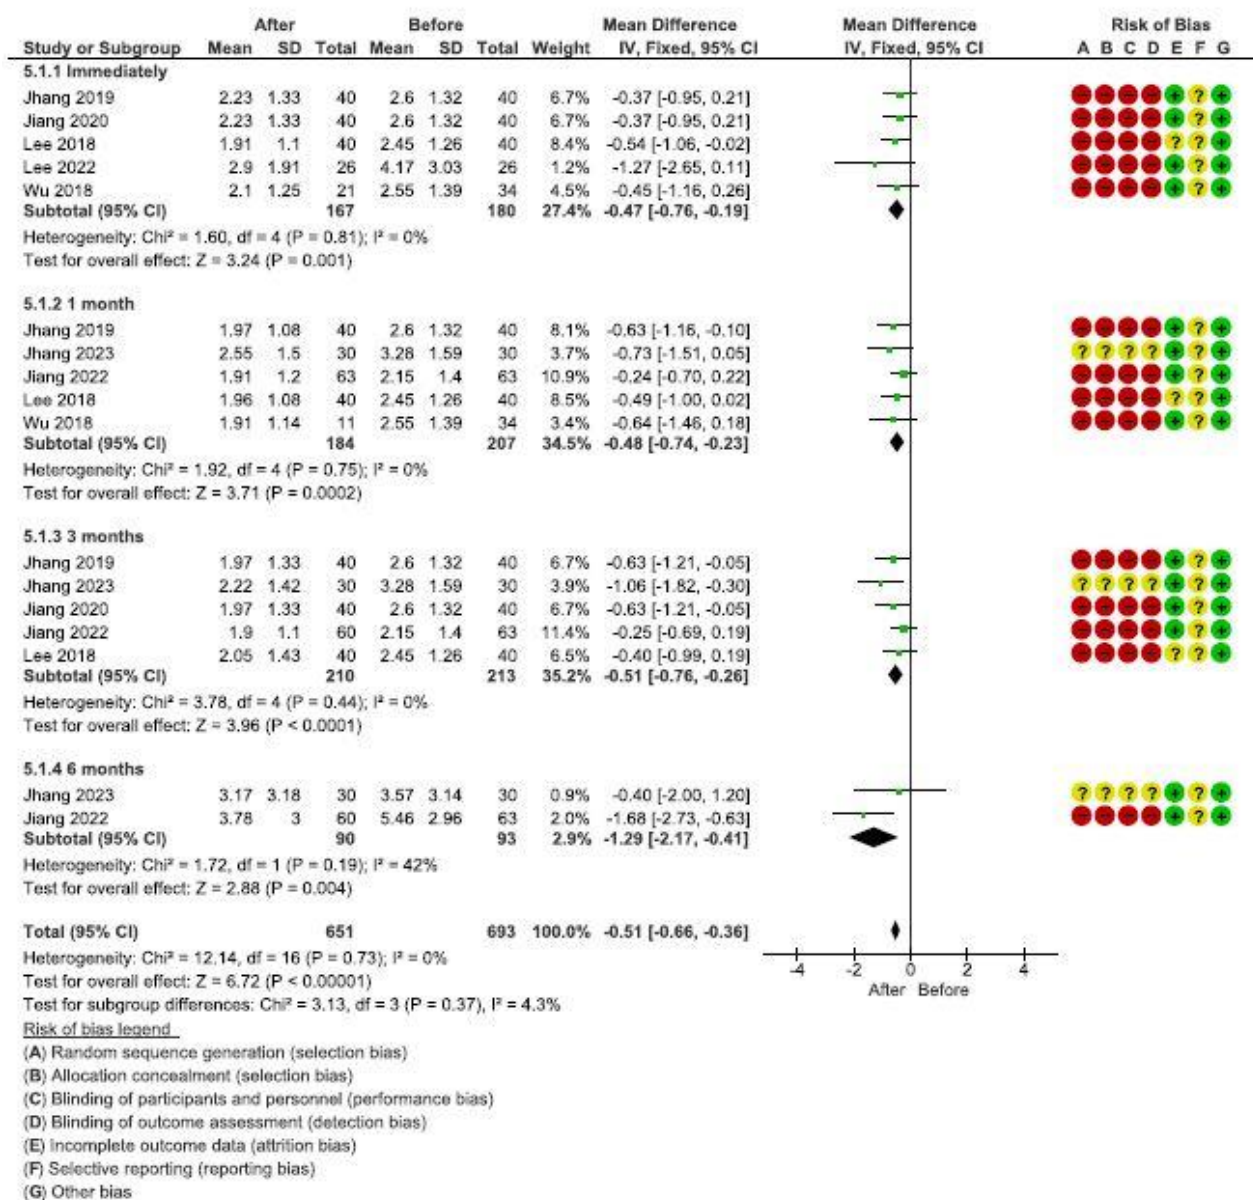 After Before Mean Difference Mean Difference Risk of Bias
Study or Subgroup Mean SD Total Mean SD Total Weight IV, Fixed, 95% CI IV, Fixed, 95% CI A B C D E F G
5.1.1 Immediately
Jhang 2019 2.23 1.33 40 2.6 1.32 40 6.7% -0.37 [-0.95, 0.21] - - - - + ? +
Jiang 2020 2.23 1.33 40 2.6 1.32 40 6.7% -0.37 [-0.95, 0.21] - - - - + ? +
Lee 2018 1.91 1.1 40 2.45 1.26 40 8.4% -0.54 [-1.06, -0.02] - - - - ? ? +
Lee 2022 2.9 1.91 26 4.17 3.03 26 1.2% -1.27 [-2.65, 0.11] - - - - + ? +
Wu 2018 2.1 1.25 21 2.55 1.39 34 4.5% -0.45 [-1.16, 0.26] - - - - + ? +
Subtotal (95% CI) 167 180 27.4% -0.47 [-0.76, -0.19]
Heterogeneity: Chi² = 1.60, df = 4 (P = 0.81); I² = 0%
Test for overall effect: Z = 3.24 (P = 0.001)
5.1.2 1 month
Jhang 2019 1.97 1.08 40 2.6 1.32 40 8.1% -0.63 [-1.16, -0.10] - - - - + ? +
Jhang 2023 2.55 1.5 30 3.28 1.59 30 3.7% -0.73 [-1.51, 0.05] ? ? ? ? + ? +
Jiang 2022 1.91 1.2 63 2.15 1.4 63 10.9% -0.24 [-0.70, 0.22] - - - - + ? +
Lee 2018 1.96 1.08 40 2.45 1.26 40 8.5% -0.49 [-1.00, 0.02] - - - - ? ? +
Wu 2018 1.91 1.14 11 2.55 1.39 34 3.4% -0.64 [-1.46, 0.18] - - - - + ? +
Subtotal (95% CI) 184 207 34.5% -0.48 [-0.74, -0.23]
Heterogeneity: Chi² = 1.92, df = 4 (P = 0.75); I² = 0%
Test for overall effect: Z = 3.71 (P = 0.0002)
5.1.3 3 months
Jhang 2019 1.97 1.33 40 2.6 1.32 40 6.7% -0.63 [-1.21, -0.05] - - - - + ? +
Jhang 2023 2.22 1.42 30 3.28 1.59 30 3.9% -1.06 [-1.82, -0.30] ? ? ? ? + ? +
Jiang 2020 1.97 1.33 40 2.6 1.32 40 6.7% -0.63 [-1.21, -0.05] - - - - + ? +
Jiang 2022 1.9 1.1 60 2.15 1.4 63 11.4% -0.25 [-0.69, 0.19] - - - - + ? +
Lee 2018 2.05 1.43 40 2.45 1.26 40 6.5% -0.40 [-0.99, 0.19] - - - - ? ? +
Subtotal (95% CI) 210 213 35.2% -0.51 [-0.76, -0.26]
Heterogeneity: Chi² = 3.78, df = 4 (P = 0.44); I² = 0%
Test for overall effect: Z = 3.96 (P < 0.0001)
5.1.4 6 months
Jhang 2023 3.17 3.18 30 3.57 3.14 30 0.9% -0.40 [-2.00, 1.20] ? ? ? ? + ? +
Jiang 2022 3.78 3 60 5.46 2.96 63 2.0% -1.68 [-2.73, -0.63] - - - - + ? +
Subtotal (95% CI) 90 93 2.9% -1.29 [-2.17, -0.41]
Heterogeneity: Chi² = 1.72, df = 1 (P = 0.19); I² = 42%
Test for overall effect: Z = 2.88 (P = 0.004)
Total (95% CI) 651 693 100.0% -0.51 [-0.66, -0.36]
Heterogeneity: Chi² = 12.14, df = 16 (P = 0.73); I² = 0%
-4 -2 0 2 4
Test for overall effect: Z = 6.72 (P < 0.00001)
After Before
Test for subgroup differences: Chi² = 3.13, df = 3 (P = 0.37), I² = 4.3%
Risk of bias legend
(A) Random sequence generation (selection bias)
(B) Allocation concealment (selection bias)
(C) Blinding of participants and personnel (performance bias)
(D) Blinding of outcome assessment (detection bias)
(E) Incomplete outcome data (attrition bias)
(F) Selective reporting (reporting bias)
(G) Other bias